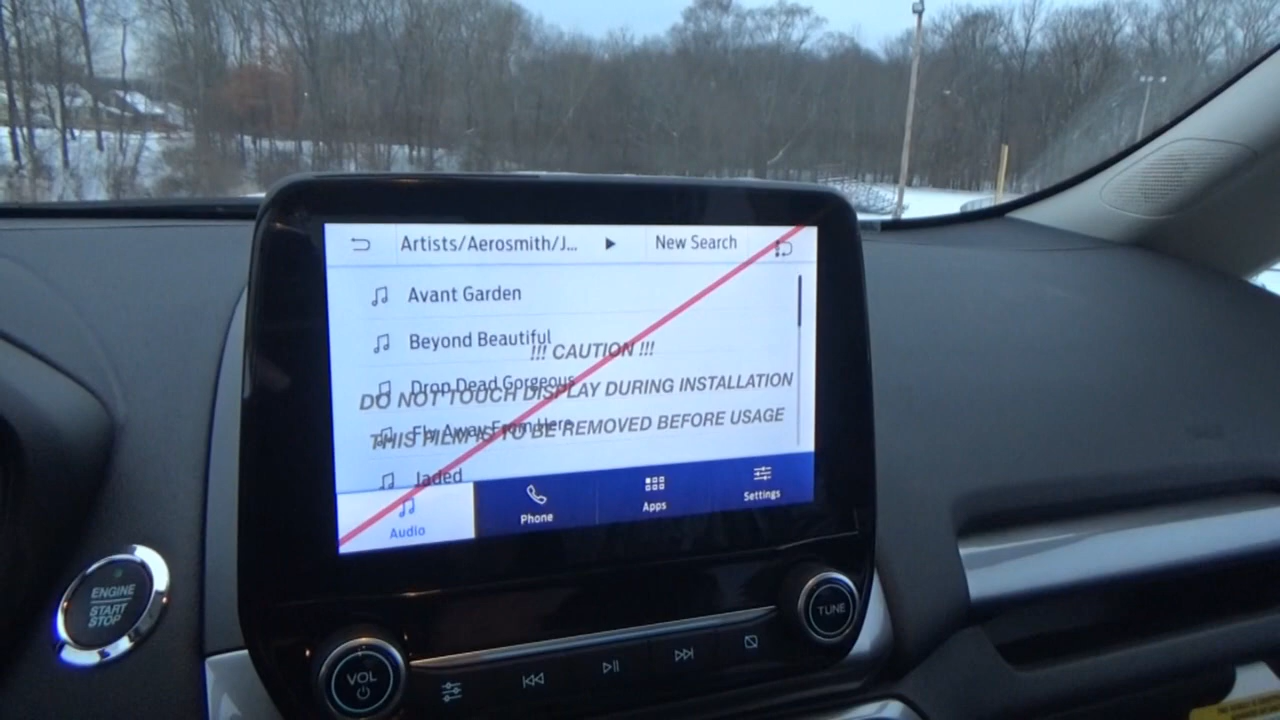 Artists/Aerosmith/J... New Search
Avant Garden
Beyond Beautiful
!!! CAUTION !!!
Drop Dead Gorgeous
DO NOT TOUCH DISPLAY DURING INSTALLATION
Fly Away From Here
THIS FILM IS TO BE REMOVED BEFORE USAGE
Jaded
Audio Phone Apps Settings
ENGINE
START
STOP
VOL
TUNE